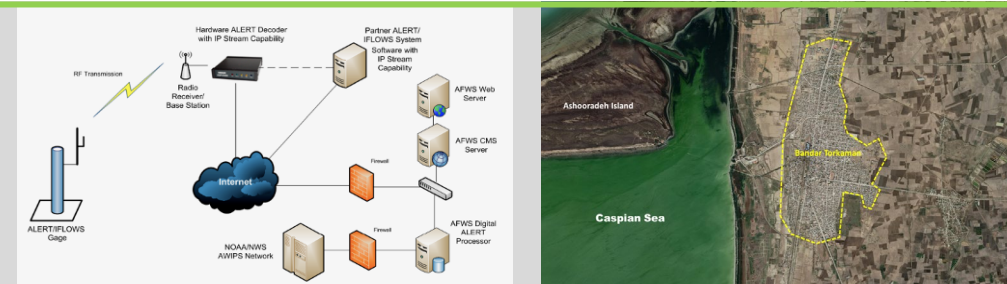 Hardware ALERT Decoder
with IP Stream Capability
Partner ALERT/
IFLOWS System
Software with
IP Stream
Capability
RF Transmission
Radio
Receiver/
Base Station
AFWS Web
Server
AFWS CMS
Server
Firewall
Internet
ALERT/IFLOWS
Gage
NOAA/NWS
AWIPS Network
Firewall
AFWS Digital
ALERT
Processor
Ashooradeh Island
Bandar Torkaman
Caspian Sea